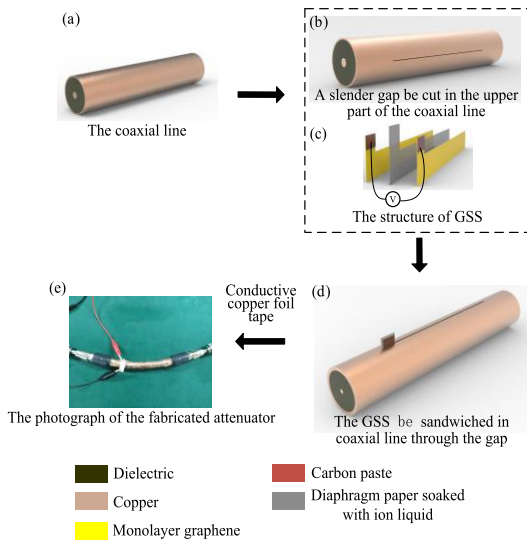 (a)
The coaxial line
(b)
A slender gap be cut in the upper
part of the coaxial line
(c)
V
The structure of GSS
(d)
The GSS be sandwiched in
coaxial line through the gap
Conductive
copper foil
tape
(e)
The photograph of the fabricated attenuator
Dielectric
Copper
Monolayer graphene
Carbon paste
Diaphragm paper soaked
with ion liquid